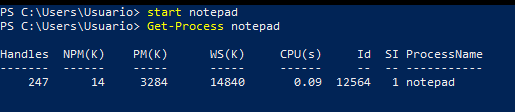 PS C:\Users\Usuario> start notepad
PS C:\Users\Usuario> Get-Process notepad
Handles  NPM(K)    PM(K)      WS(K)     CPU(s)     Id  SI ProcessName
-------  ------    -----      -----     ------     --  -- -----------
    247      14     3284      14840       0.09  12564   1 notepad